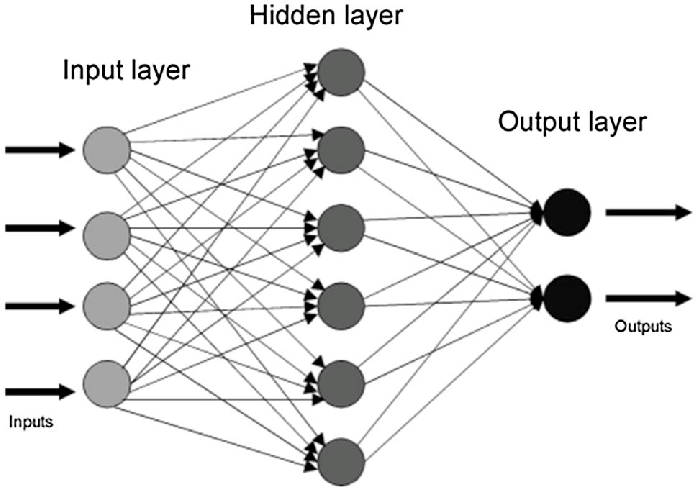 Hidden layer
Input layer
Output layer
Outputs
Inputs